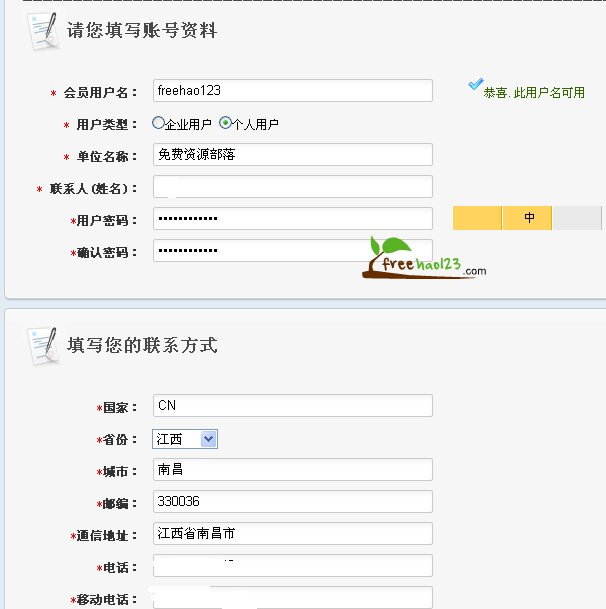 请您填写账号资料
* 会员用户名： freehao123 恭喜. 此用户名可用
* 用户类型： 企业用户 个人用户
* 单位名称： 免费资源部落
* 联系人(姓名)：
*用户密码： •••••••••••• 中
*确认密码： ••••••••••••
freehao123.com
填写您的联系方式
*国家： CN
*省份： 江西
*城市： 南昌
*邮编： 330036
*通信地址： 江西省南昌市
*电话：
*移动电话：